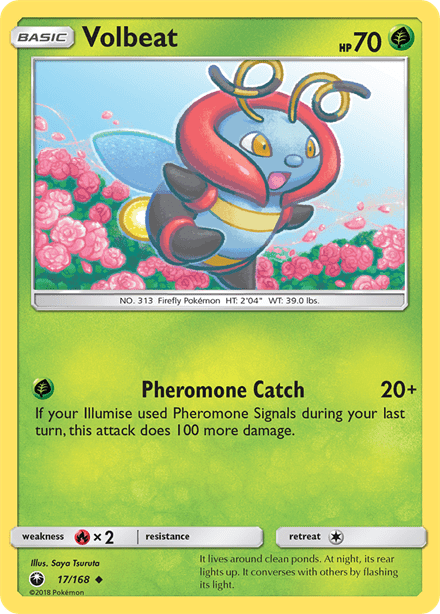 BASIC Volbeat HP 70
NO. 313 Firefly Pokémon HT: 2'04" WT: 39.0 lbs.
Pheromone Catch 20+
If your Illumise used Pheromone Signals during your last
turn, this attack does 100 more damage.
weakness × 2 resistance retreat
Illus. Saya Tsuruta
17/168
©2018 Pokémon
It lives around clean ponds. At night, its rear
lights up. It converses with others by flashing
its light.